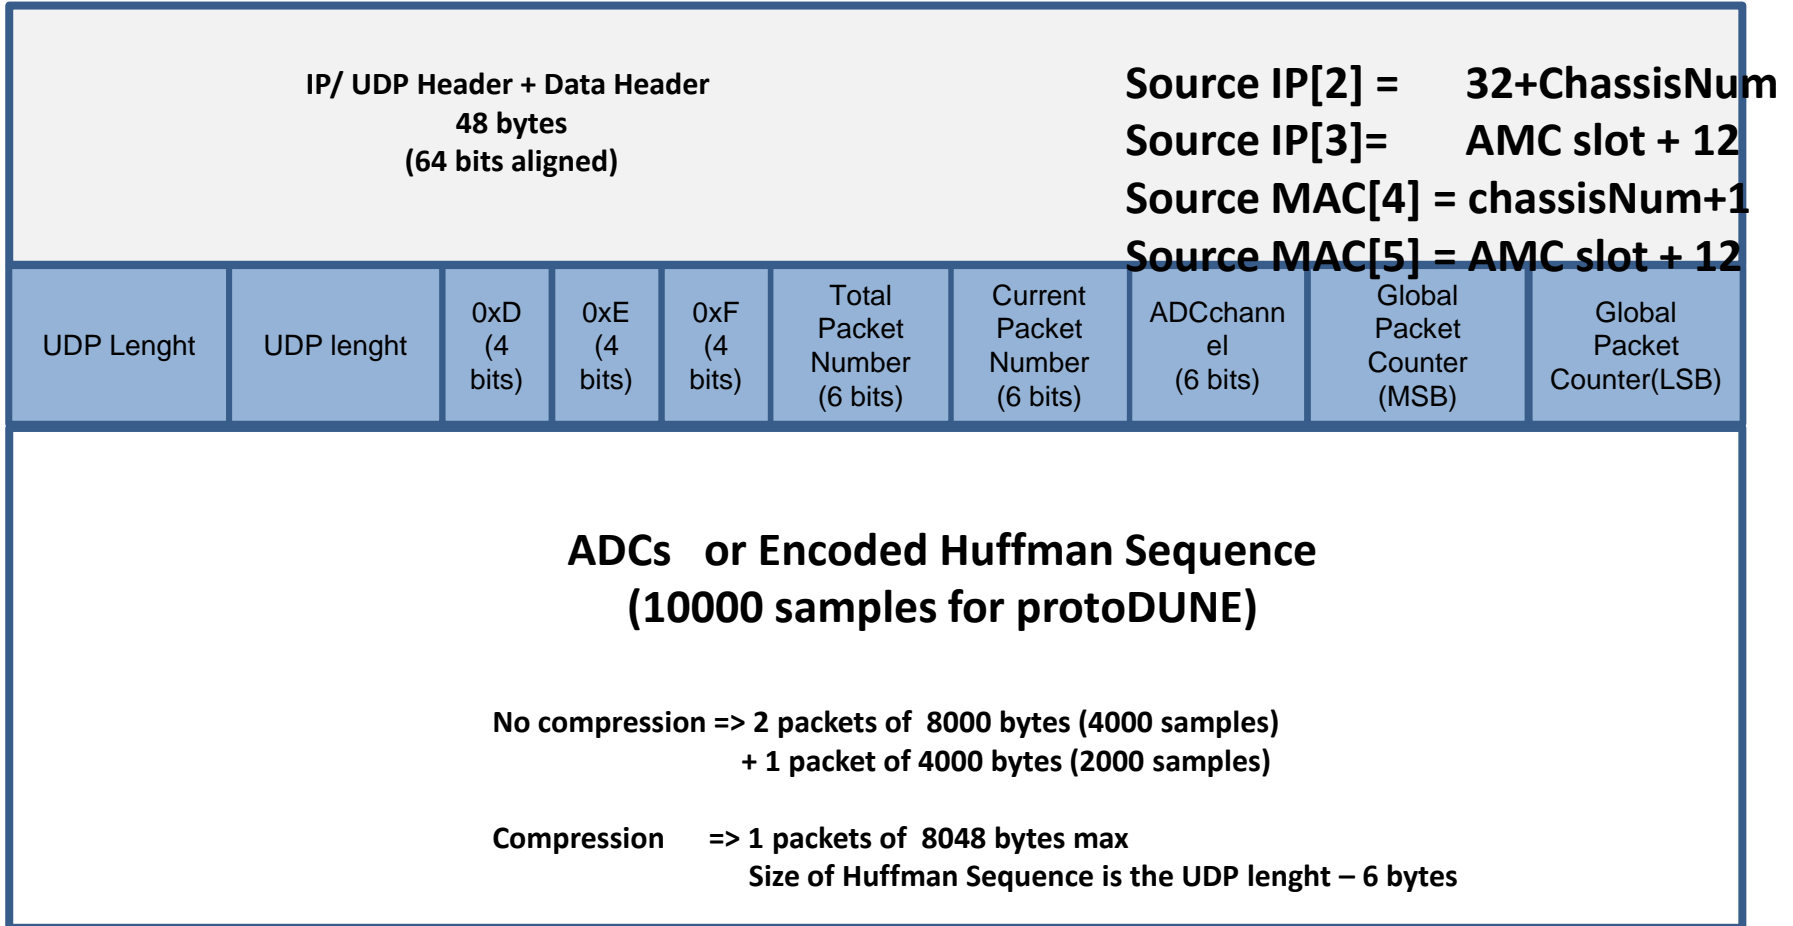 IP/ UDP Header + Data Header
48 bytes
(64 bits aligned)
Source IP[2] = 32+ChassisNum
Source IP[3]= AMC slot + 12
Source MAC[4] = chassisNum+1
Source MAC[5] = AMC slot + 12
UDP Lenght
UDP lenght
0xD
(4
bits)
0xE
(4
bits)
0xF
(4
bits)
Total
Packet
Number
(6 bits)
Current
Packet
Number
(6 bits)
ADCchann
el
(6 bits)
Global
Packet
Counter
(MSB)
Global
Packet
Counter(LSB)
ADCs or Encoded Huffman Sequence
(10000 samples for protoDUNE)
No compression => 2 packets of 8000 bytes (4000 samples)
+ 1 packet of 4000 bytes (2000 samples)
Compression => 1 packets of 8048 bytes max
Size of Huffman Sequence is the UDP lenght – 6 bytes